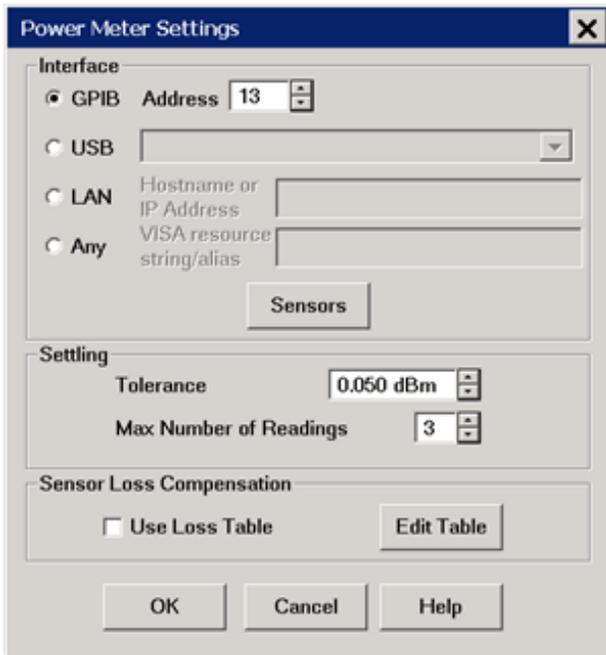 Power Meter Settings
Interface
GPIB Address 13
USB
LAN Hostname or
IP Address
Any VISA resource
string/alias
Sensors
Settling
Tolerance 0.050 dBm
Max Number of Readings 3
Sensor Loss Compensation
Use Loss Table Edit Table
OK Cancel Help